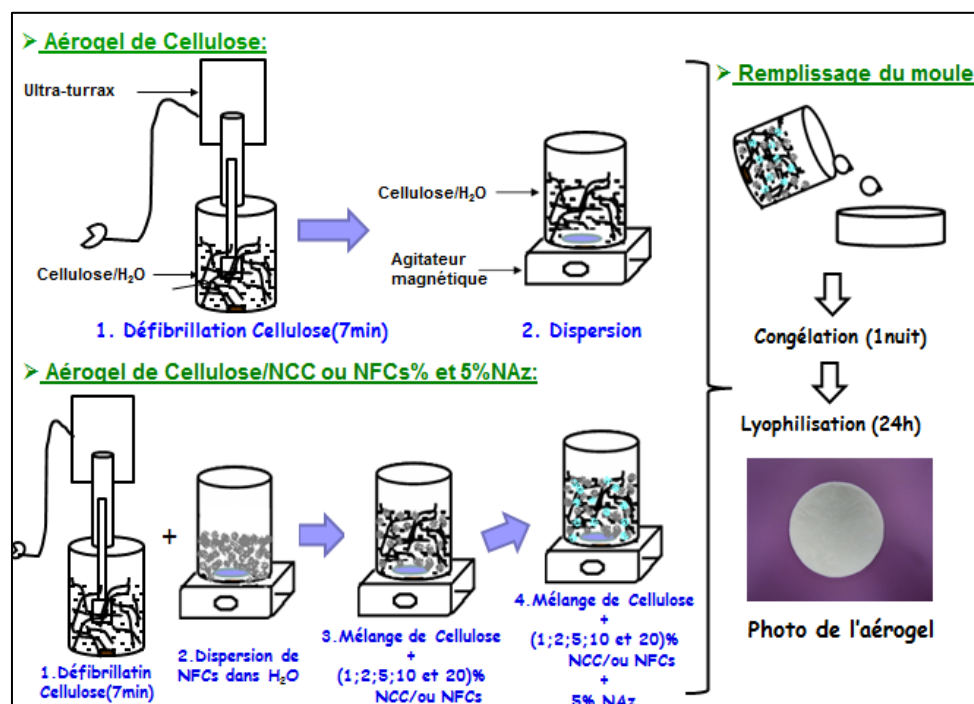 ➢ Aérogel de Cellulose:
Ultra-turrax
Cellulose/H₂O
1. Défibrillation Cellulose(7min)
Cellulose/H₂O
Agitateur
magnétique
2. Dispersion
➢ Aérogel de Cellulose/NCC ou NFCs% et 5%NAz:
+
1.Défibrillatin
Cellulose(7min)
2.Dispersion de
NFCs dans H₂O
3.Mélange de Cellulose
+
(1;2;5;10 et 20)%
NCC/ou NFCs
4.Mélange de Cellulose
+
(1;2;5;10 et 20)%
NCC/ou NFCs
+
5% NAz
➢ Remplissage du moule
Congélation (1nuit)
Lyophilisation (24h)
Photo de l'aérogel